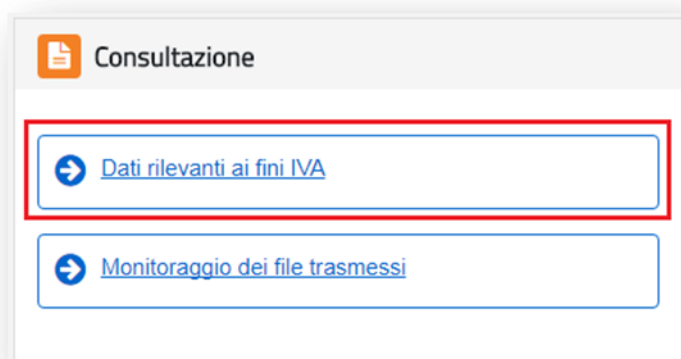 Consultazione
Dati rilevanti ai fini IVA
Monitoraggio dei file trasmessi